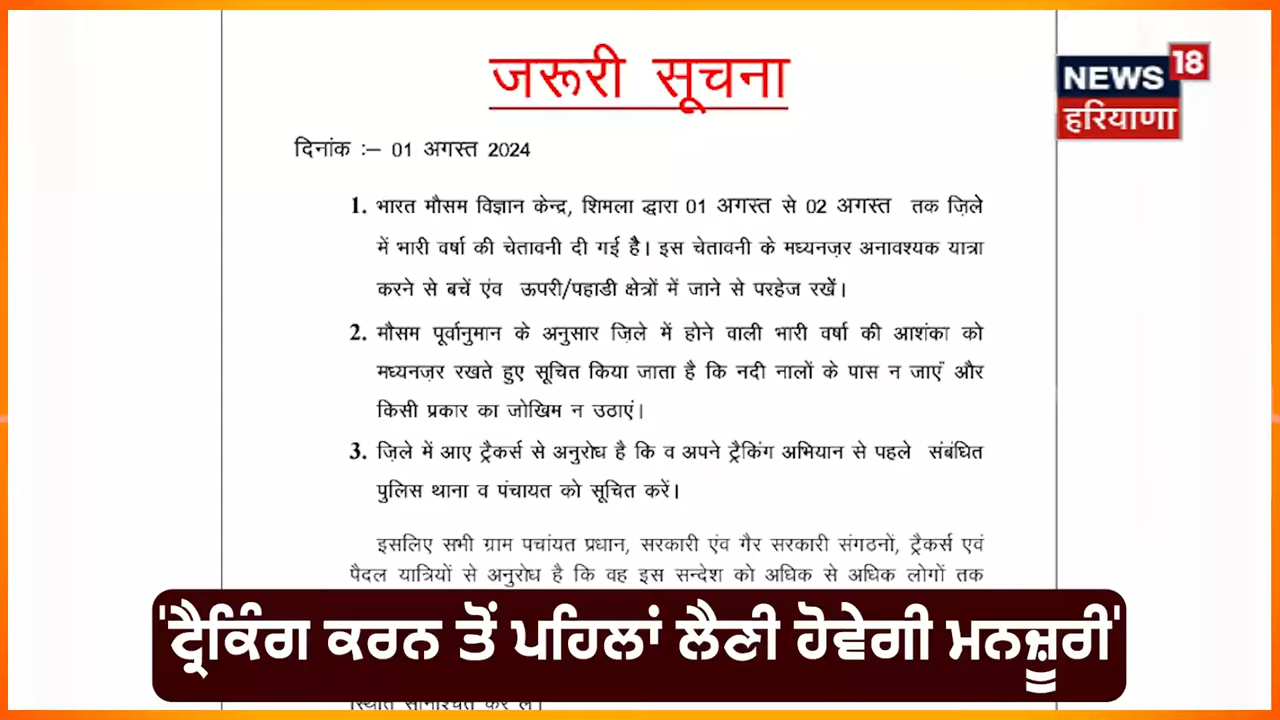 जरूरी सूचना
NEWS 18
हरियाणा
दिनांक :– 01 अगस्त 2024
1. भारत मौसम विज्ञान केन्द्र, शिमला द्वारा 01 अगस्त से 02 अगस्त तक ज़िले
में भारी वर्षा की चेतावनी दी गई है। इस चेतावनी के मध्यनज़र अनावश्यक यात्रा
करने से बचें एंव ऊपरी/पहाडी क्षेत्रों में जाने से परहेज रखें।
2. मौसम पूर्वानुमान के अनुसार ज़िले में होने वाली भारी वर्षा की आशंका को
मध्यनज़र रखते हुए सूचित किया जाता है कि नदी नालों के पास न जाएं और
किसी प्रकार का जोखिम न उठाएं।
3. ज़िले में आए ट्रैकर्स से अनुरोध है कि व अपने ट्रैकिंग अभियान से पहले संबंधित
पुलिस थाना व पंचायत को सूचित करें।
इसलिए सभी ग्राम पचांयत प्रधान, सरकारी एंव गैर सरकारी संगठनों, ट्रैकर्स एवं
पैदल यात्रियों से अनुरोध है कि वह इस सन्देश को अधिक से अधिक लोगों तक
'ਟ੍ਰੈਕਿੰਗ ਕਰਨ ਤੋਂ ਪਹਿਲਾਂ ਲੈਣੀ ਹੋਵੇਗੀ ਮਨਜ਼ੂਰੀ'